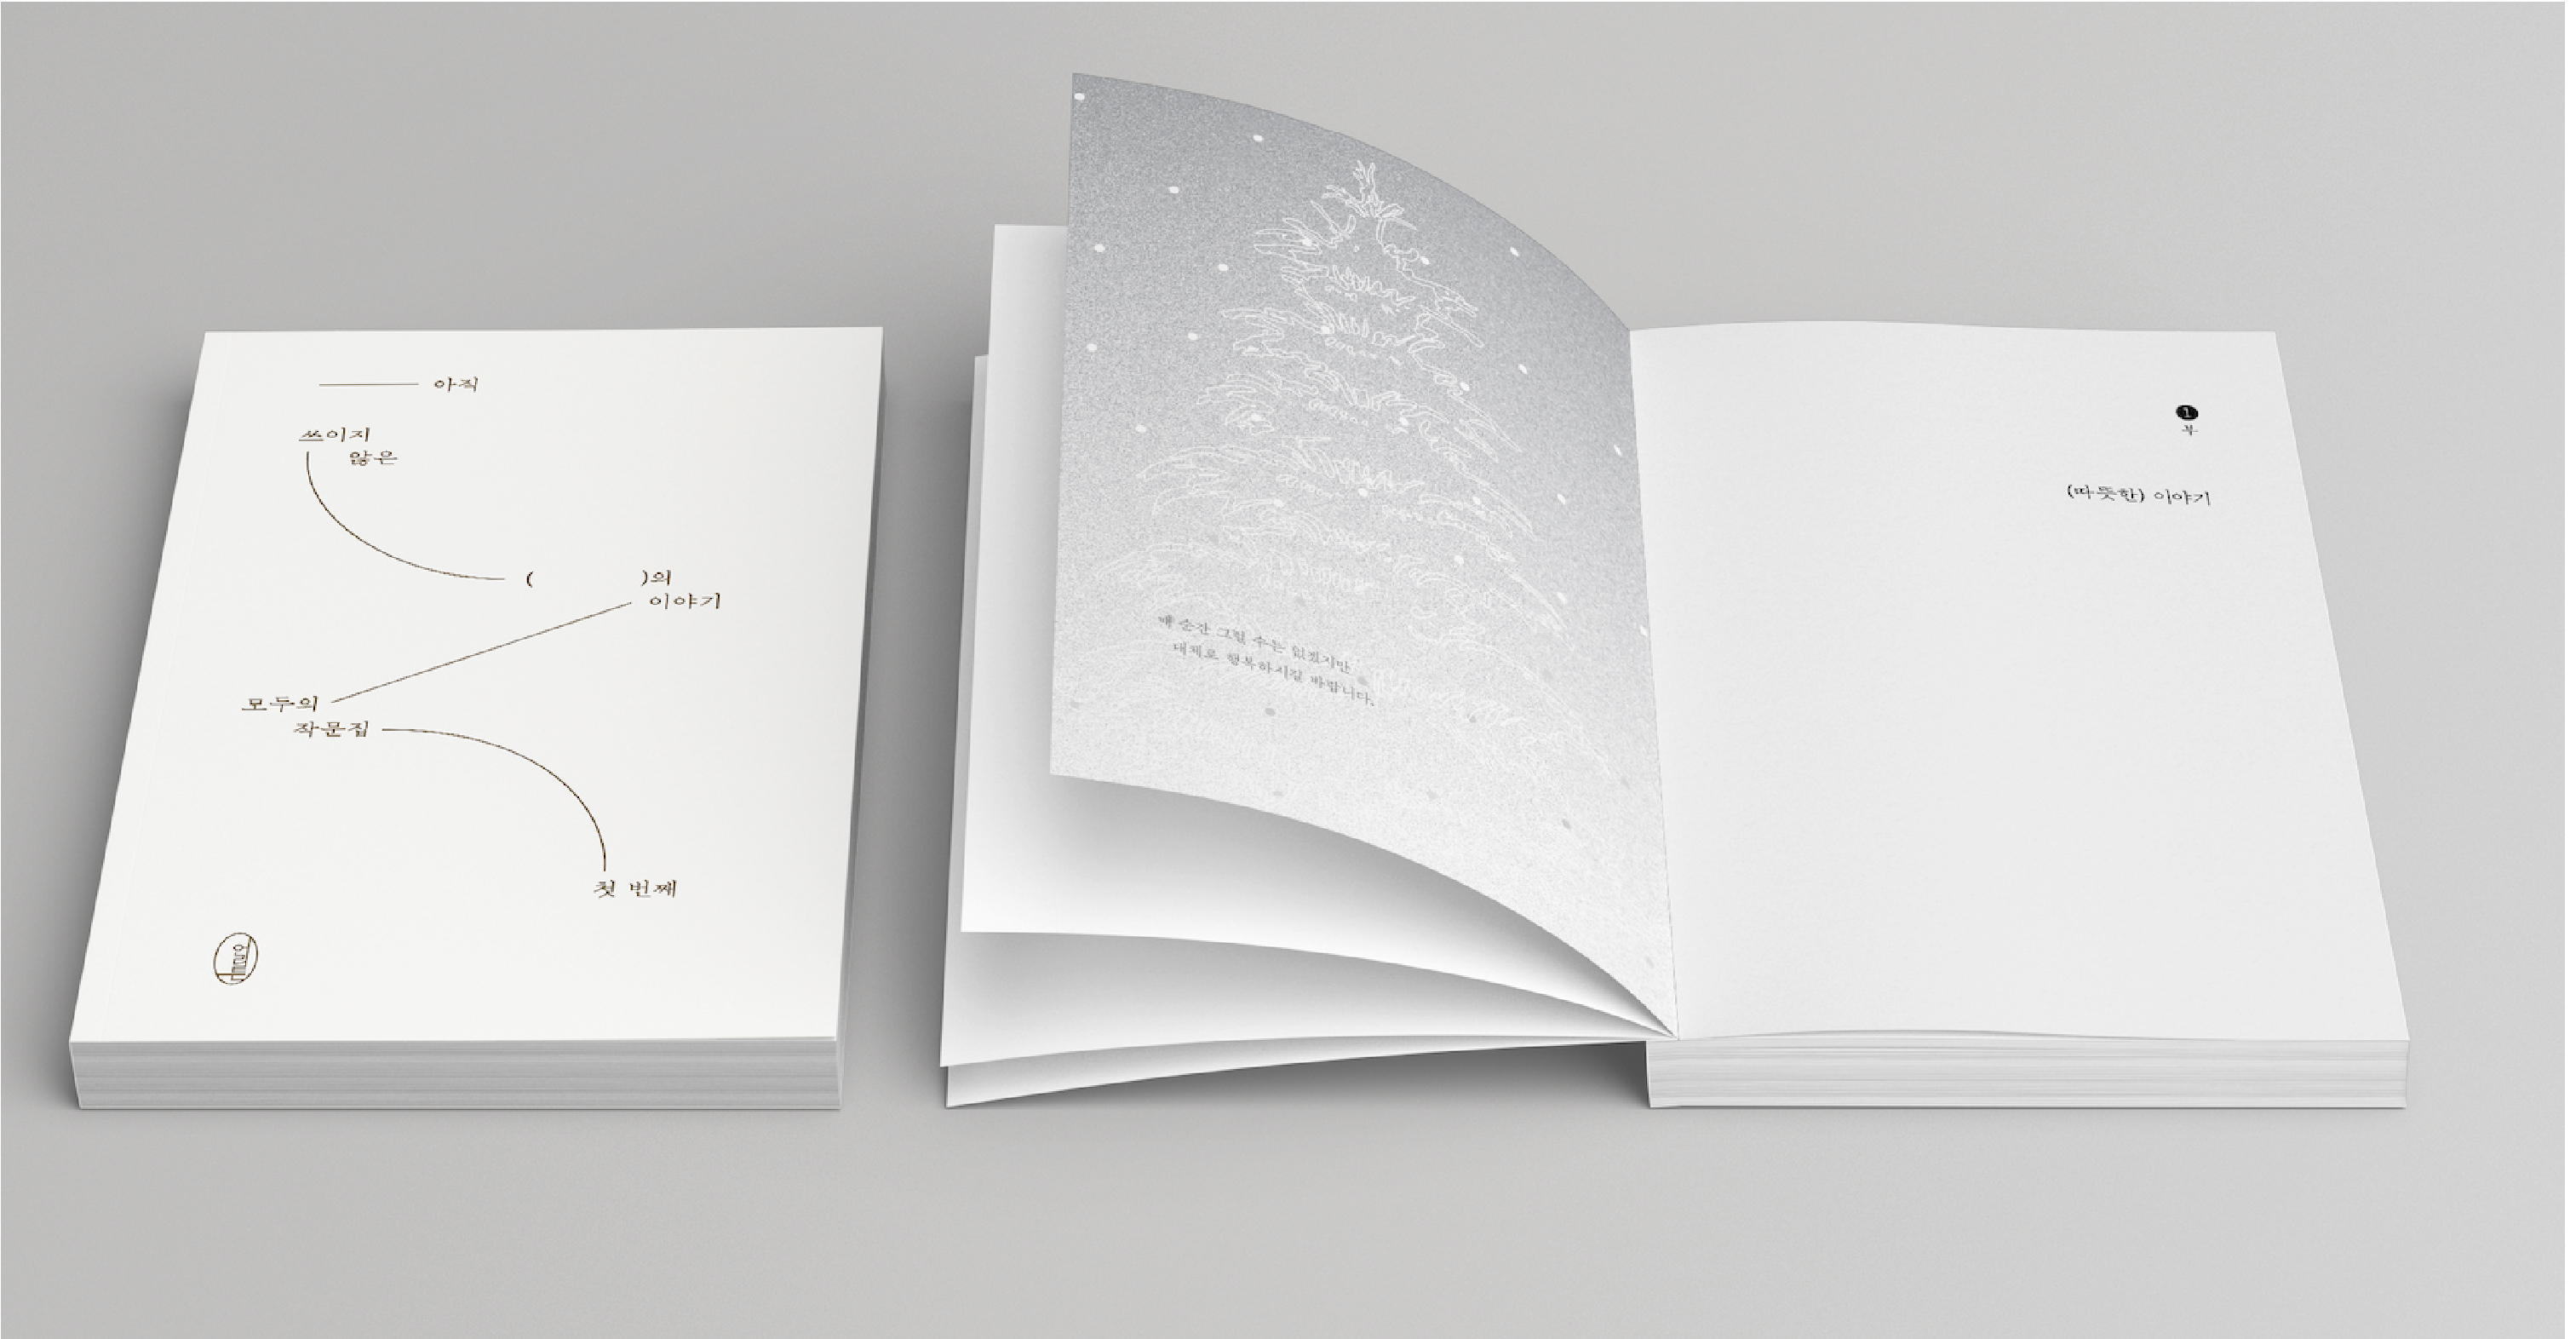 아직
쓰이지
않은
( )의
이야기
모두의
작문집
첫 번째
매 순간 그럴 수는 없겠지만
대체로 행복하시길 바랍니다.
1
부
(따뜻한) 이야기